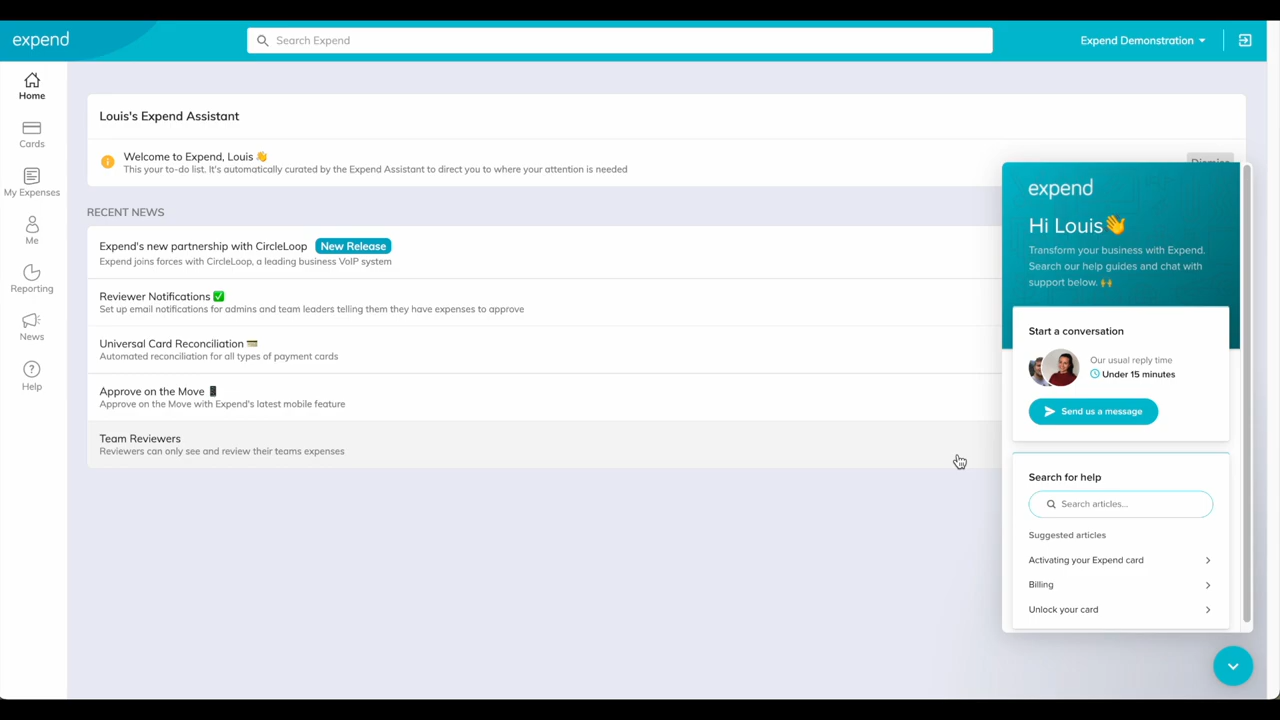 expend
Search Expend
Expend Demonstration
Home
Cards
My Expenses
Me
Reporting
News
Help
Louis's Expend Assistant
Welcome to Expend, Louis 👋
This your to-do list. It's automatically curated by the Expend Assistant to direct you to where your attention is needed
RECENT NEWS
Expend's new partnership with CircleLoop New Release
Expend joins forces with CircleLoop, a leading business VoIP system
Reviewer Notifications ✅
Set up email notifications for admins and team leaders telling them they have expenses to approve
Universal Card Reconciliation 💳
Automated reconciliation for all types of payment cards
Approve on the Move 📱
Approve on the Move with Expend's latest mobile feature
Team Reviewers
Reviewers can only see and review their teams expenses
Dismiss
expend
Hi Louis👋
Transform your business with Expend.
Search our help guides and chat with
support below. 🙌
Start a conversation
Our usual reply time
Under 15 minutes
Send us a message
Search for help
Search articles...
Suggested articles
Activating your Expend card
Billing
Unlock your card